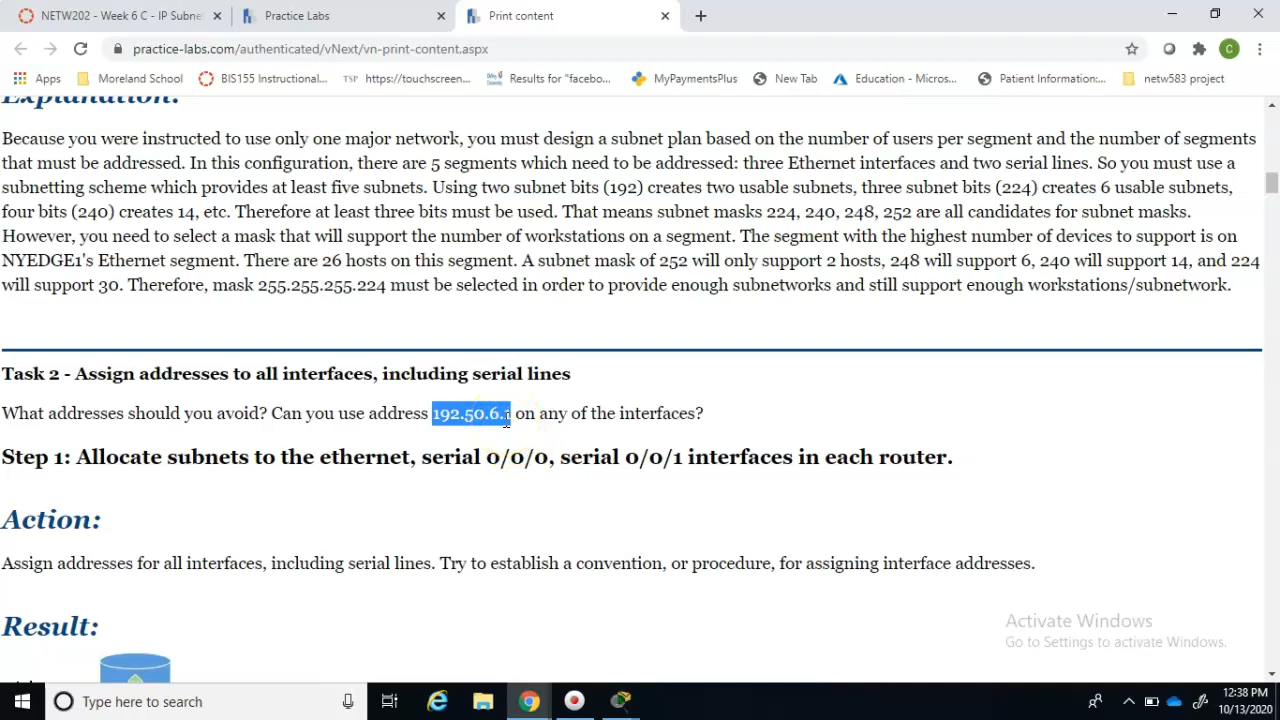 NETW202 - Week 6 C - IP Subne
Practice Labs
Print content
practice-labs.com/authenticated/vNext/vn-print-content.aspx
C
Apps
Moreland School
BIS155 Instructional...
TSP https://touchscreen...
Results for "facebo...
MyPaymentsPlus
New Tab
Education - Micros...
Patient Information:...
netw583 project
Explanation:
Because you were instructed to use only one major network, you must design a subnet plan based on the number of users per segment and the number of segments
that must be addressed. In this configuration, there are 5 segments which need to be addressed: three Ethernet interfaces and two serial lines. So you must use a
subnetting scheme which provides at least five subnets. Using two subnet bits (192) creates two usable subnets, three subnet bits (224) creates 6 usable subnets,
four bits (240) creates 14, etc. Therefore at least three bits must be used. That means subnet masks 224, 240, 248, 252 are all candidates for subnet masks.
However, you need to select a mask that will support the number of workstations on a segment. The segment with the highest number of devices to support is on
NYEDGE1's Ethernet segment. There are 26 hosts on this segment. A subnet mask of 252 will only support 2 hosts, 248 will support 6, 240 will support 14, and 224
will support 30. Therefore, mask 255.255.255.224 must be selected in order to provide enough subnetworks and still support enough workstations/subnetwork.
Task 2 - Assign addresses to all interfaces, including serial lines
What addresses should you avoid? Can you use address 192.50.6.1 on any of the interfaces?
Step 1: Allocate subnets to the ethernet, serial 0/0/0, serial 0/0/1 interfaces in each router.
Action:
Assign addresses for all interfaces, including serial lines. Try to establish a convention, or procedure, for assigning interface addresses.
Result:
Activate Windows
Go to Settings to activate Windows.
Type here to search
12:38 PM
10/13/2020